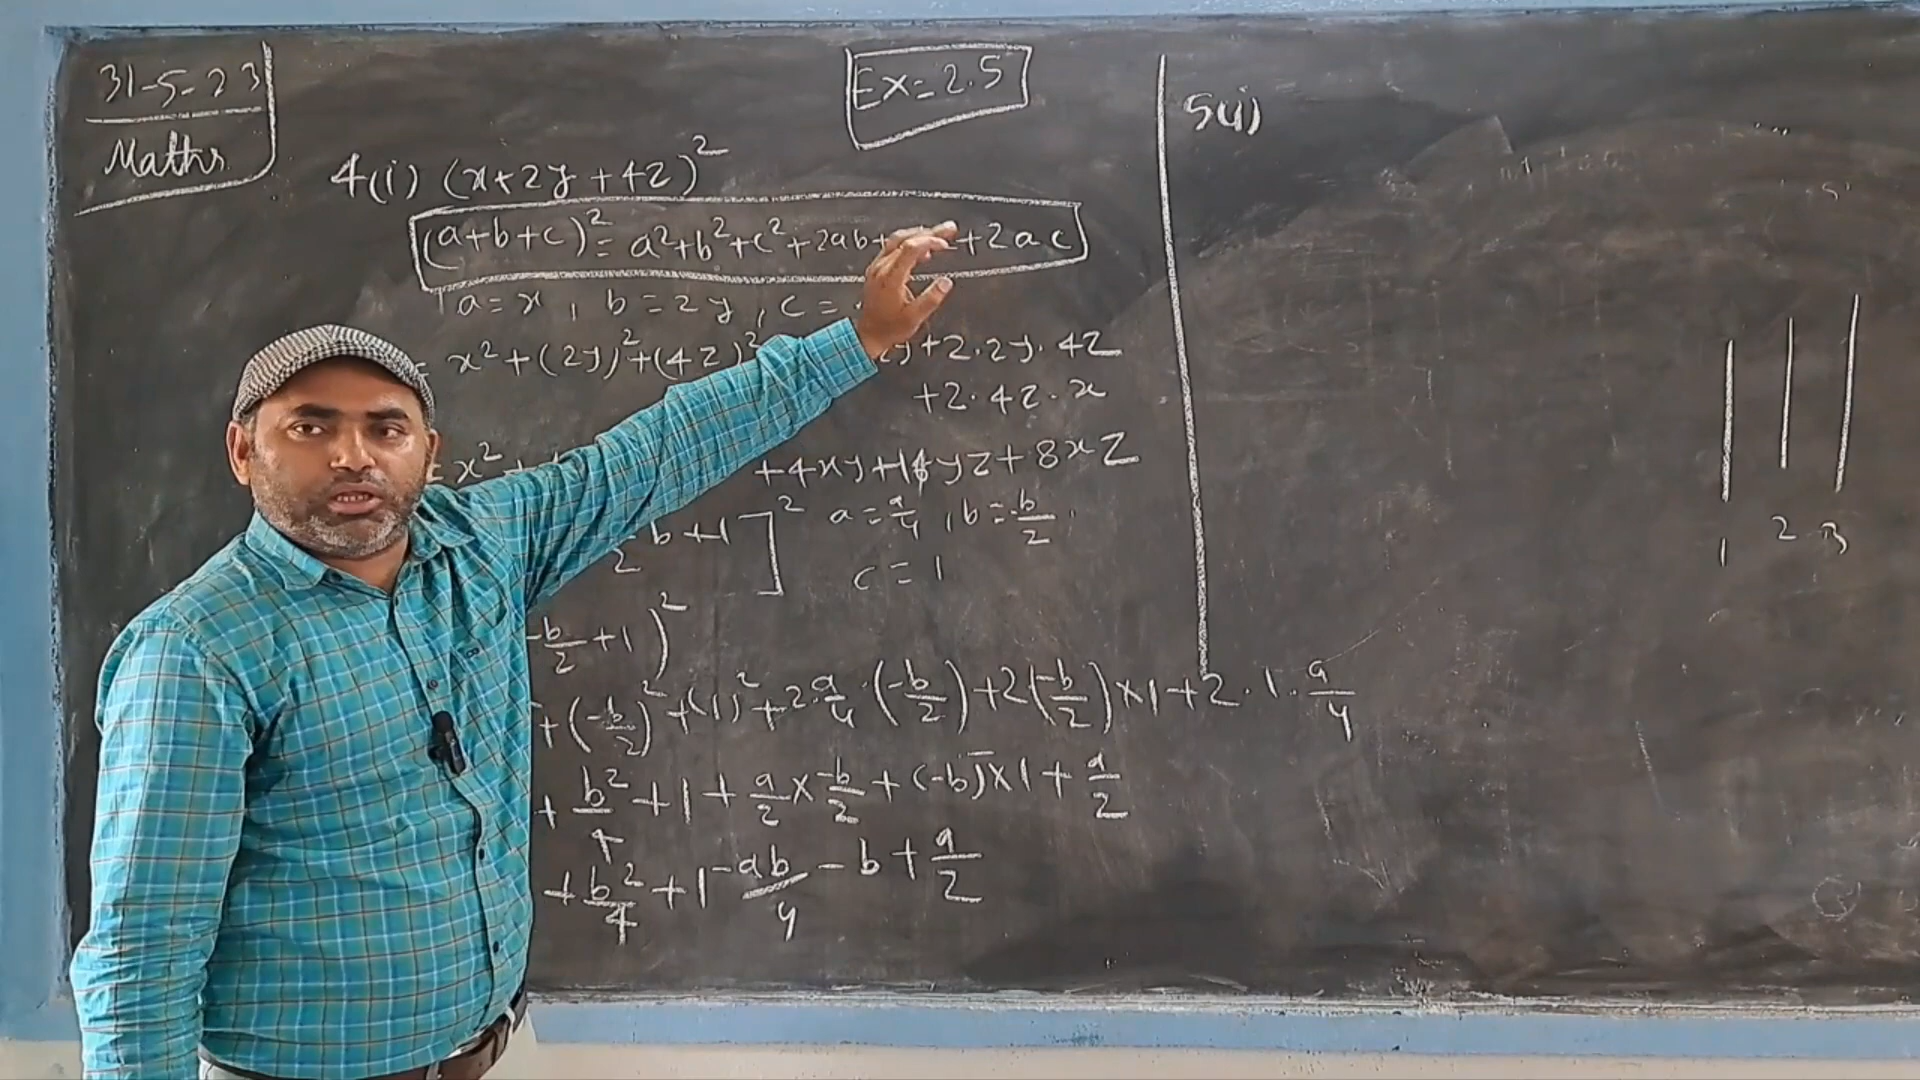 31-5-23
Maths
Ex=2.5
4(i) (x+2y+4z)²
(a+b+c)²=a²+b²+c²+2ab+ +2ac
a=x, b=2y, c=
= x²+(2y)²+(4z)² y+2.2y.4z
+2.4z.x
=x²+ +4xy+16yz+8xz
b+1]² a=a/4, b=-b/2,
c=1
-b/2+1)²
+(-b/2)²+(1)²+2.a/4.(-b/2)+2(-b/2)×1+2.1.a/4
+b²/4+1+a/2×-b/2+(-b)×1+a/2
+b²/4+1-ab/4-b+a/2
5(i)
1 2 3